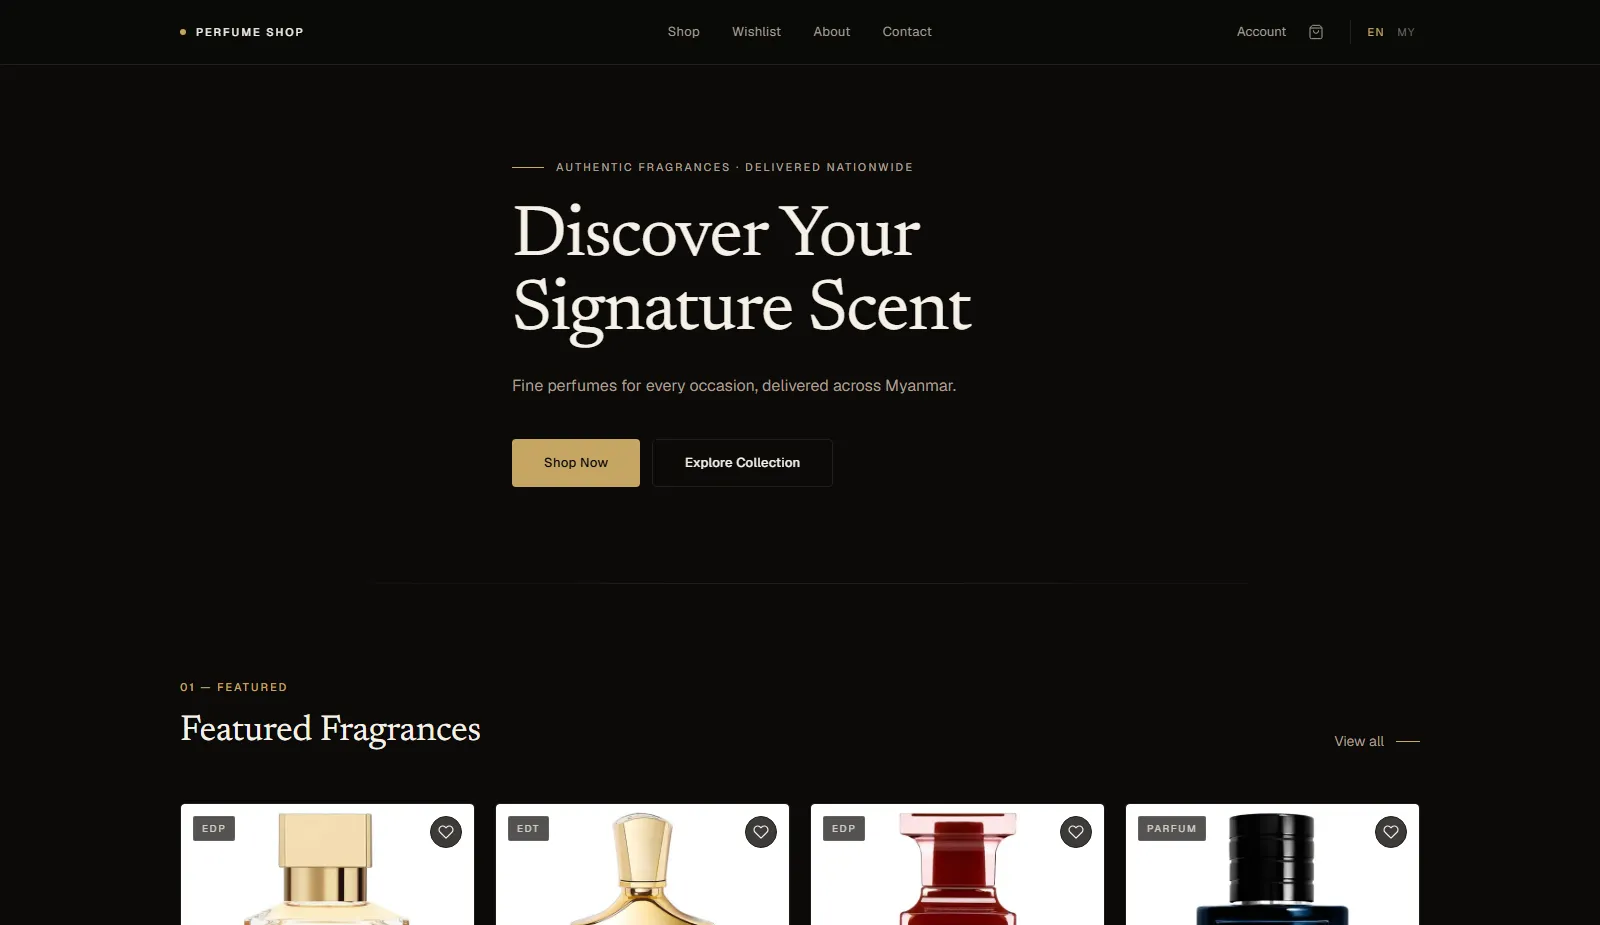 PERFUME SHOP
Shop
Wishlist
About
Contact
Account
EN
MY
AUTHENTIC FRAGRANCES · DELIVERED NATIONWIDE
Discover Your
Signature Scent
Fine perfumes for every occasion, delivered across Myanmar.
Shop Now
Explore Collection
01 — FEATURED
Featured Fragrances
View all
EDP
EDT
EDP
PARFUM